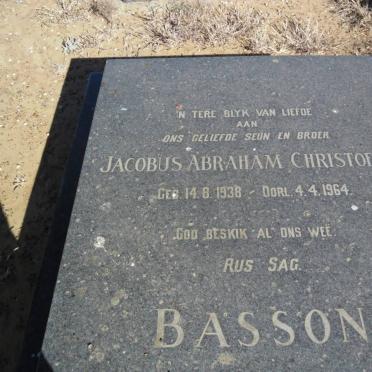 'N TERE BLYK VAN LIEFDE
AAN
ONS GELIEFDE SEUN EN BROER
JACOBUS ABRAHAM CHRISTOF
GEB. 14.8.1938 - OORL. 4.4.1964.
GOD BESKIK AL ONS WEË.
RUS SAG.
BASSON